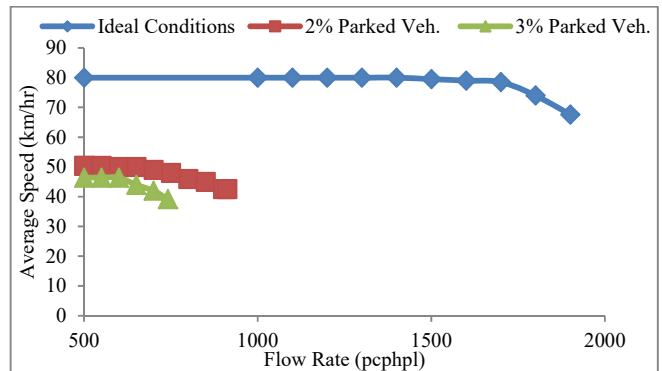 Ideal Conditions 2% Parked Veh. 3% Parked Veh.
90
80
70
60
50
40
30
20
10
0
Average Speed (km/hr)
500 1000 1500 2000
Flow Rate (pcphpl)